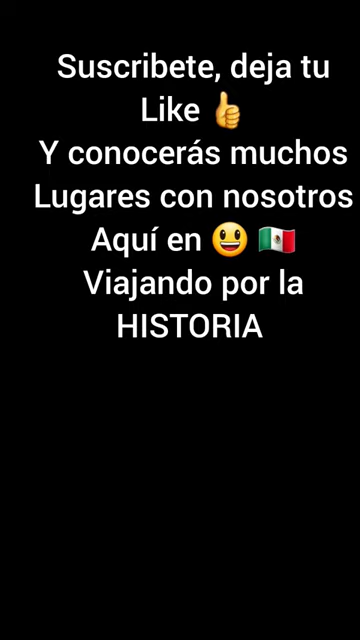 Suscribete, deja tu
Like 👍
Y conocerás muchos
Lugares con nosotros
Aquí en 😃 🇲🇽
Viajando por la
HISTORIA